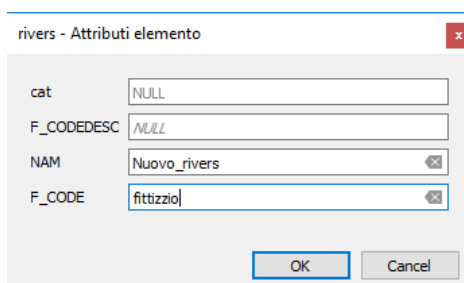 rivers - Attributi elemento
x
cat NULL
F_CODEDESC NULL
NAM Nuovo_rivers
F_CODE fittizzio
OK Cancel